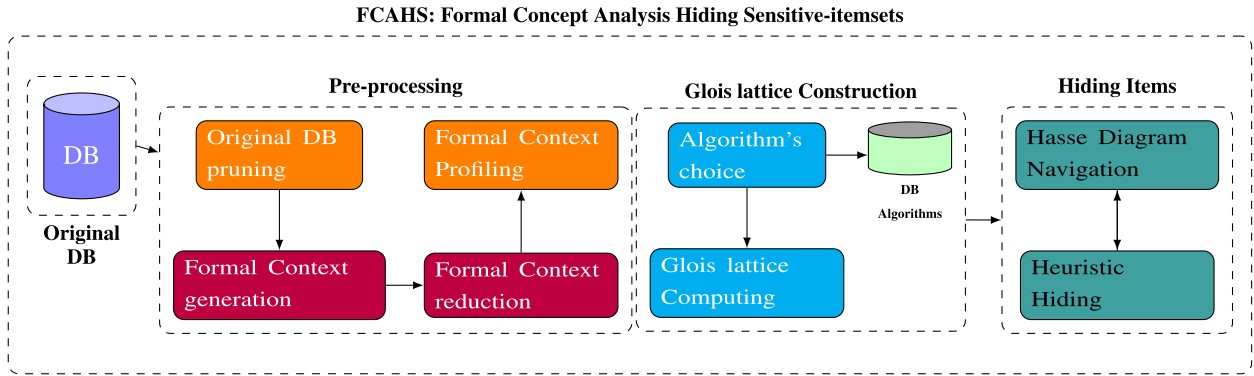 FCAHS: Formal Concept Analysis Hiding Sensitive-itemsets
DB
Original
DB
Pre-processing
Original DB
pruning
Formal Context
generation
Formal Context
reduction
Formal Context
Profiling
Glois lattice Construction
Algorithm's
choice
DB
Algorithms
Glois lattice
Computing
Hiding Items
Hasse Diagram
Navigation
Heuristic
Hiding